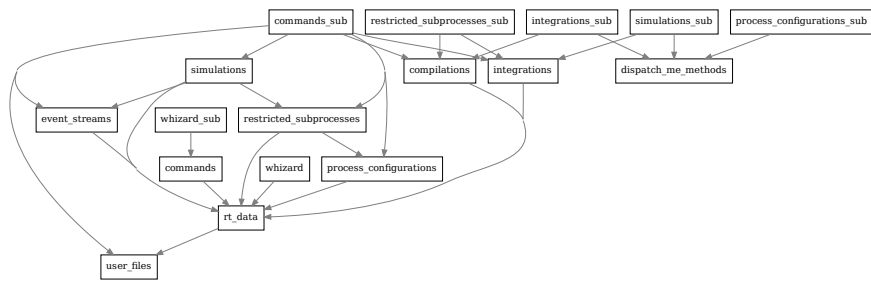 commands_sub
restricted_subprocesses_sub
integrations_sub
simulations_sub
process_configurations_sub
simulations
compilations
integrations
dispatch_me_methods
event_streams
whizard_sub
restricted_subprocesses
commands
whizard
process_configurations
rt_data
user_files